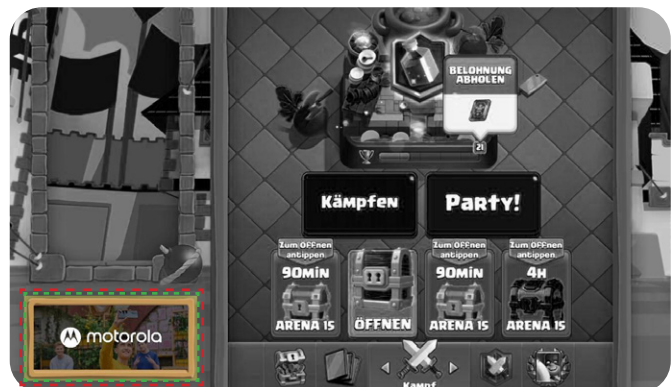 BELOHNUNG
ABHOLEN
21
Kämpfen
Party!
Zum Öffnen
antippen
90MIN
ARENA 15
ÖFFNEN
Zum Öffnen
antippen
90MIN
ARENA 15
Zum Öffnen
antippen
4H
ARENA 15
motorola
Kampf